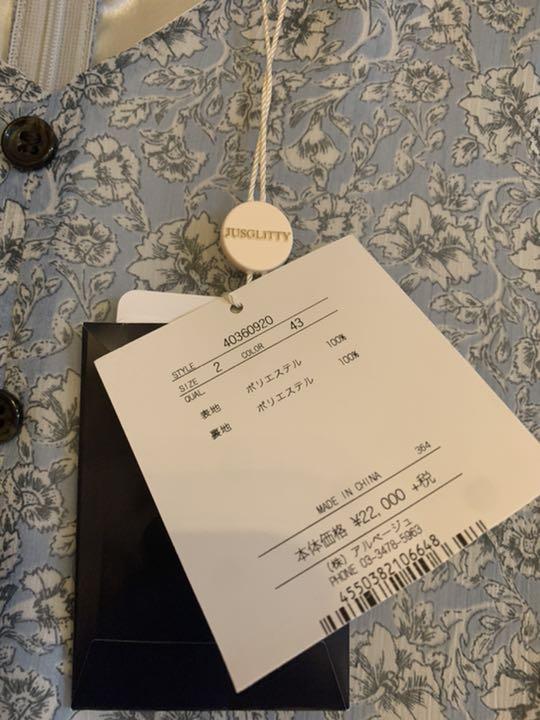 JUSGLITTY
STYLE 40360920
SIZE 2 COLOR 43
QUAL
表地 ポリエステル 100%
裏地 ポリエステル 100%
364
MADE IN CHINA
本体価格 ¥22,000 +税
(株) アルページュ
PHONE 03-3478-5963
4550382106648